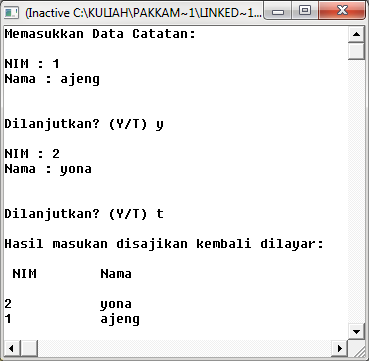 (Inactive C:\KULIAH\PAKKAM~1\LINKED~1...
Memasukkan Data Catatan:
NIM : 1
Nama : ajeng
Dilanjutkan? (Y/T) y
NIM : 2
Nama : yona
Dilanjutkan? (Y/T) t
Hasil masukan disajikan kembali dilayar:
NIM Nama
2 yona
1 ajeng